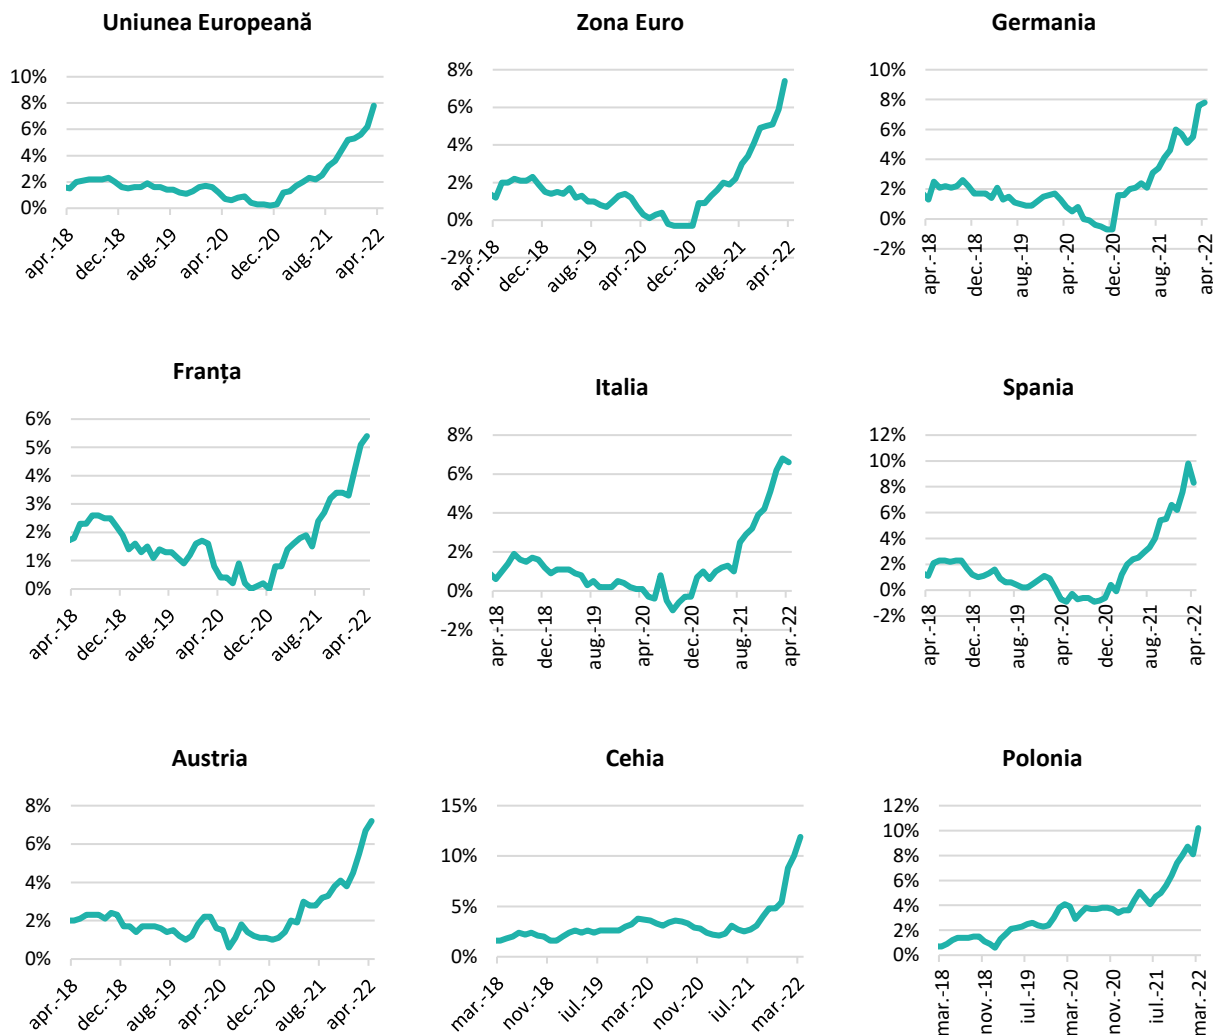 Uniunea Europeană
10%
8%
6%
4%
2%
0%
apr.-18
dec.-18
aug.-19
apr.-20
dec.-20
aug.-21
apr.-22
Zona Euro
8%
6%
4%
2%
0%
-2%
apr.-18
dec.-18
aug.-19
apr.-20
dec.-20
aug.-21
apr.-22
Germania
10%
8%
6%
4%
2%
0%
-2%
apr.-18
dec.-18
aug.-19
apr.-20
dec.-20
aug.-21
apr.-22
Franța
6%
5%
4%
3%
2%
1%
0%
apr.-18
dec.-18
aug.-19
apr.-20
dec.-20
aug.-21
apr.-22
Italia
8%
6%
4%
2%
0%
-2%
apr.-18
dec.-18
aug.-19
apr.-20
dec.-20
aug.-21
apr.-22
Spania
12%
10%
8%
6%
4%
2%
0%
-2%
apr.-18
dec.-18
aug.-19
apr.-20
dec.-20
aug.-21
apr.-22
Austria
8%
6%
4%
2%
0%
apr.-18
dec.-18
aug.-19
apr.-20
dec.-20
aug.-21
apr.-22
Cehia
15%
10%
5%
0%
mar.-18
nov.-18
iul.-19
mar.-20
nov.-20
iul.-21
mar.-22
Polonia
12%
10%
8%
6%
4%
2%
0%
mar.-18
nov.-18
iul.-19
mar.-20
nov.-20
iul.-21
mar.-22